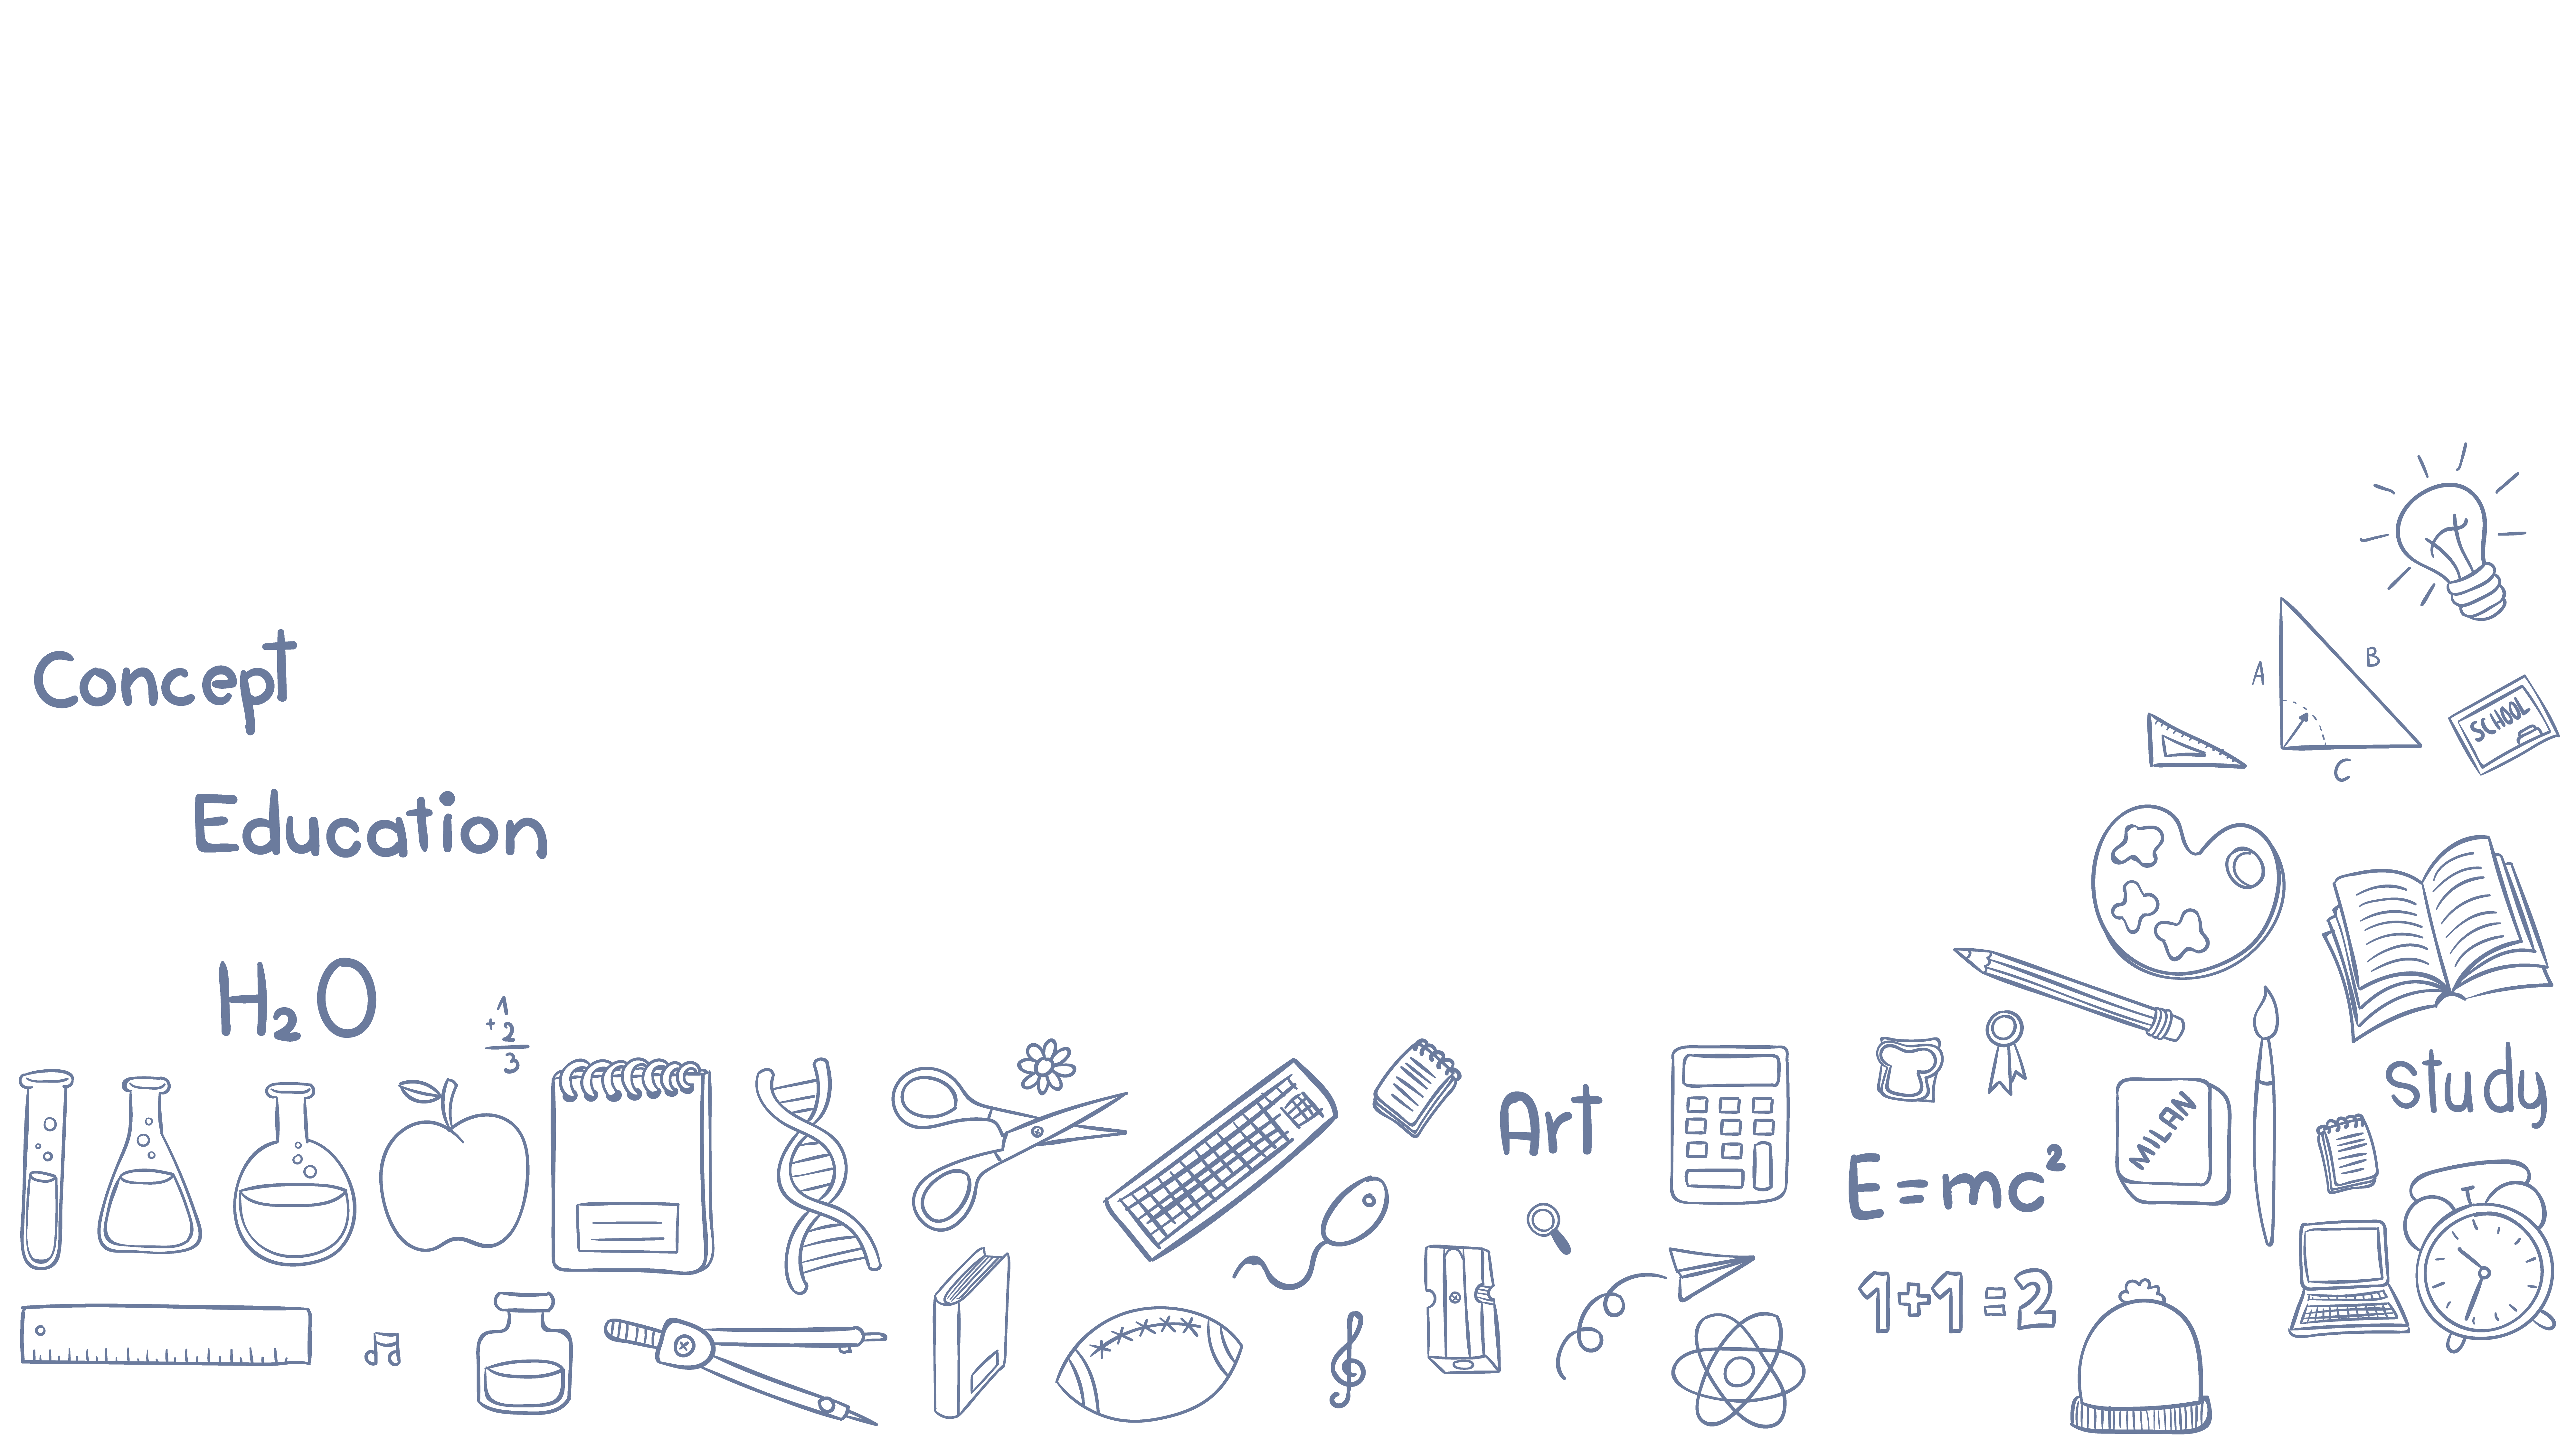 Concept
Education
H₂O
1
+2
3
Art
E=mc²
1+1=2
A
B
C
SCHOOL
MILAN
Study